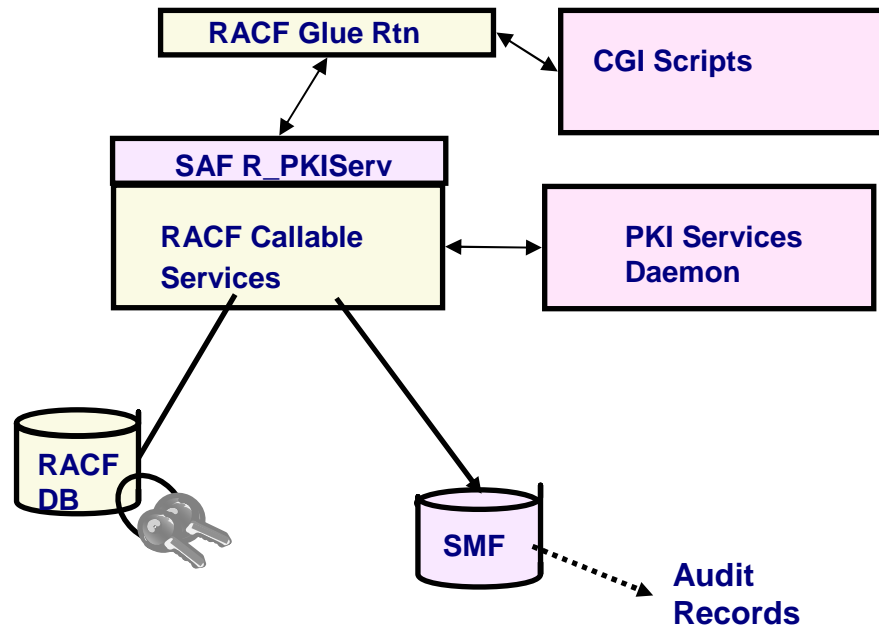 RACF Glue Rtn
CGI Scripts
SAF R_PKIServ
RACF Callable
Services
PKI Services
Daemon
RACF
DB
SMF
Audit
Records